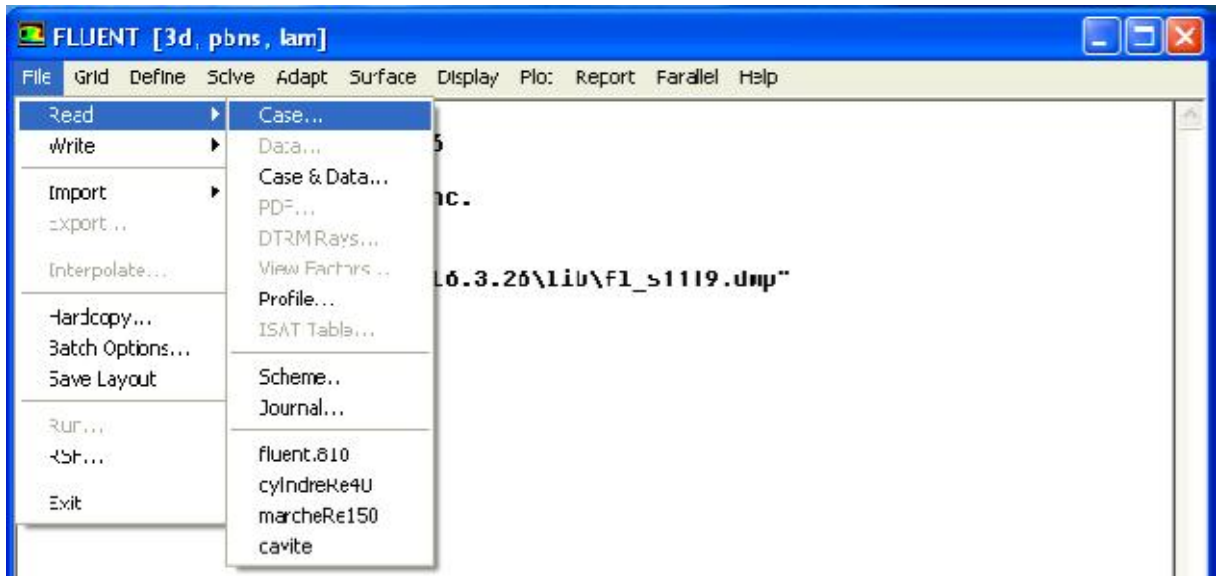 FLUENT [3d, pbns, lam]
File Grid Define Solve Adapt Surface Display Plot Report Parallel Help
Read
Write
Import
Export...
Interpolate...
Hardcopy...
Batch Options...
Save Layout
Run...
RSF...
Exit
Case...
Data...
Case & Data...
PDF...
DTRM Rays...
View Factors...
Profile...
ISAT Table...
Scheme...
Journal...
fluent.810
cylindreRe40
marcheRe150
cavite
nc.
t6.3.26\lib\fl_s1119.dmp"